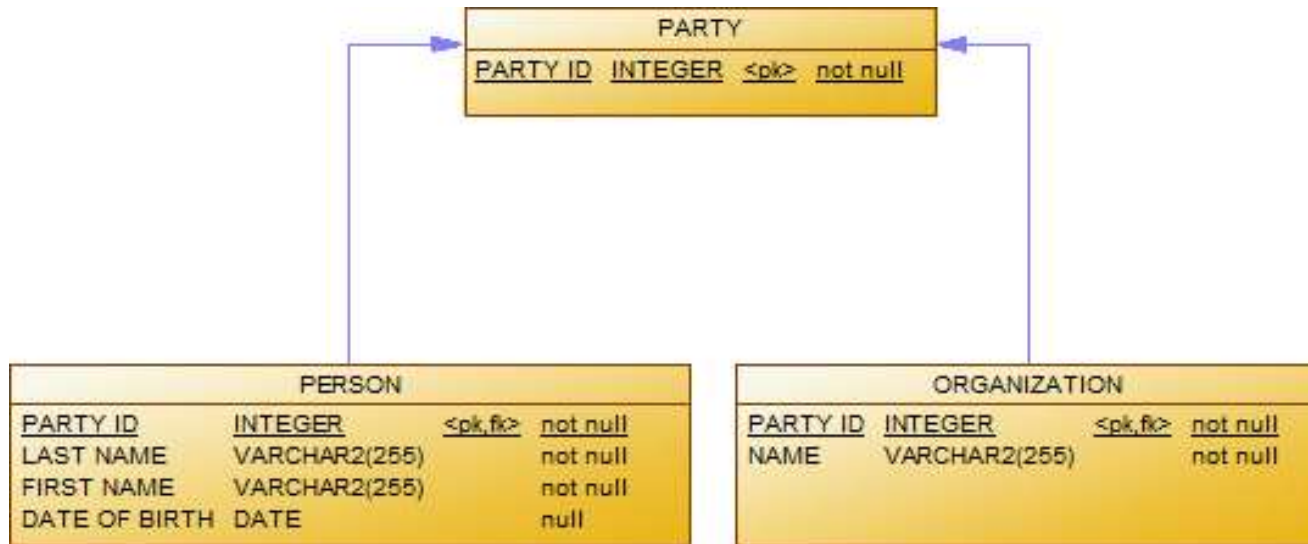 PARTY
PARTY ID INTEGER <pk> not null
PERSON
PARTY ID INTEGER <pk,fk> not null
LAST NAME VARCHAR2(255) not null
FIRST NAME VARCHAR2(255) not null
DATE OF BIRTH DATE null
ORGANIZATION
PARTY ID INTEGER <pk,fk> not null
NAME VARCHAR2(255) not null